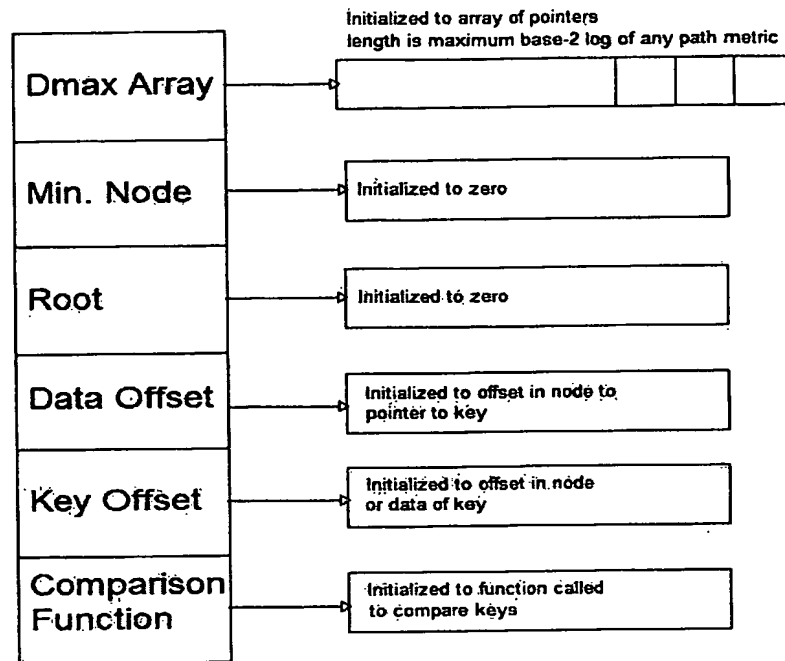 Initialized to array of pointers
length is maximum base-2 log of any path metric
Dmax Array
Min. Node
Initialized to zero
Root
Initialized to zero
Data Offset
Initialized to offset in node to
pointer to key
Key Offset
Initialized to offset in node
or data of key
Comparison
Function
Initialized to function called
to compare keys